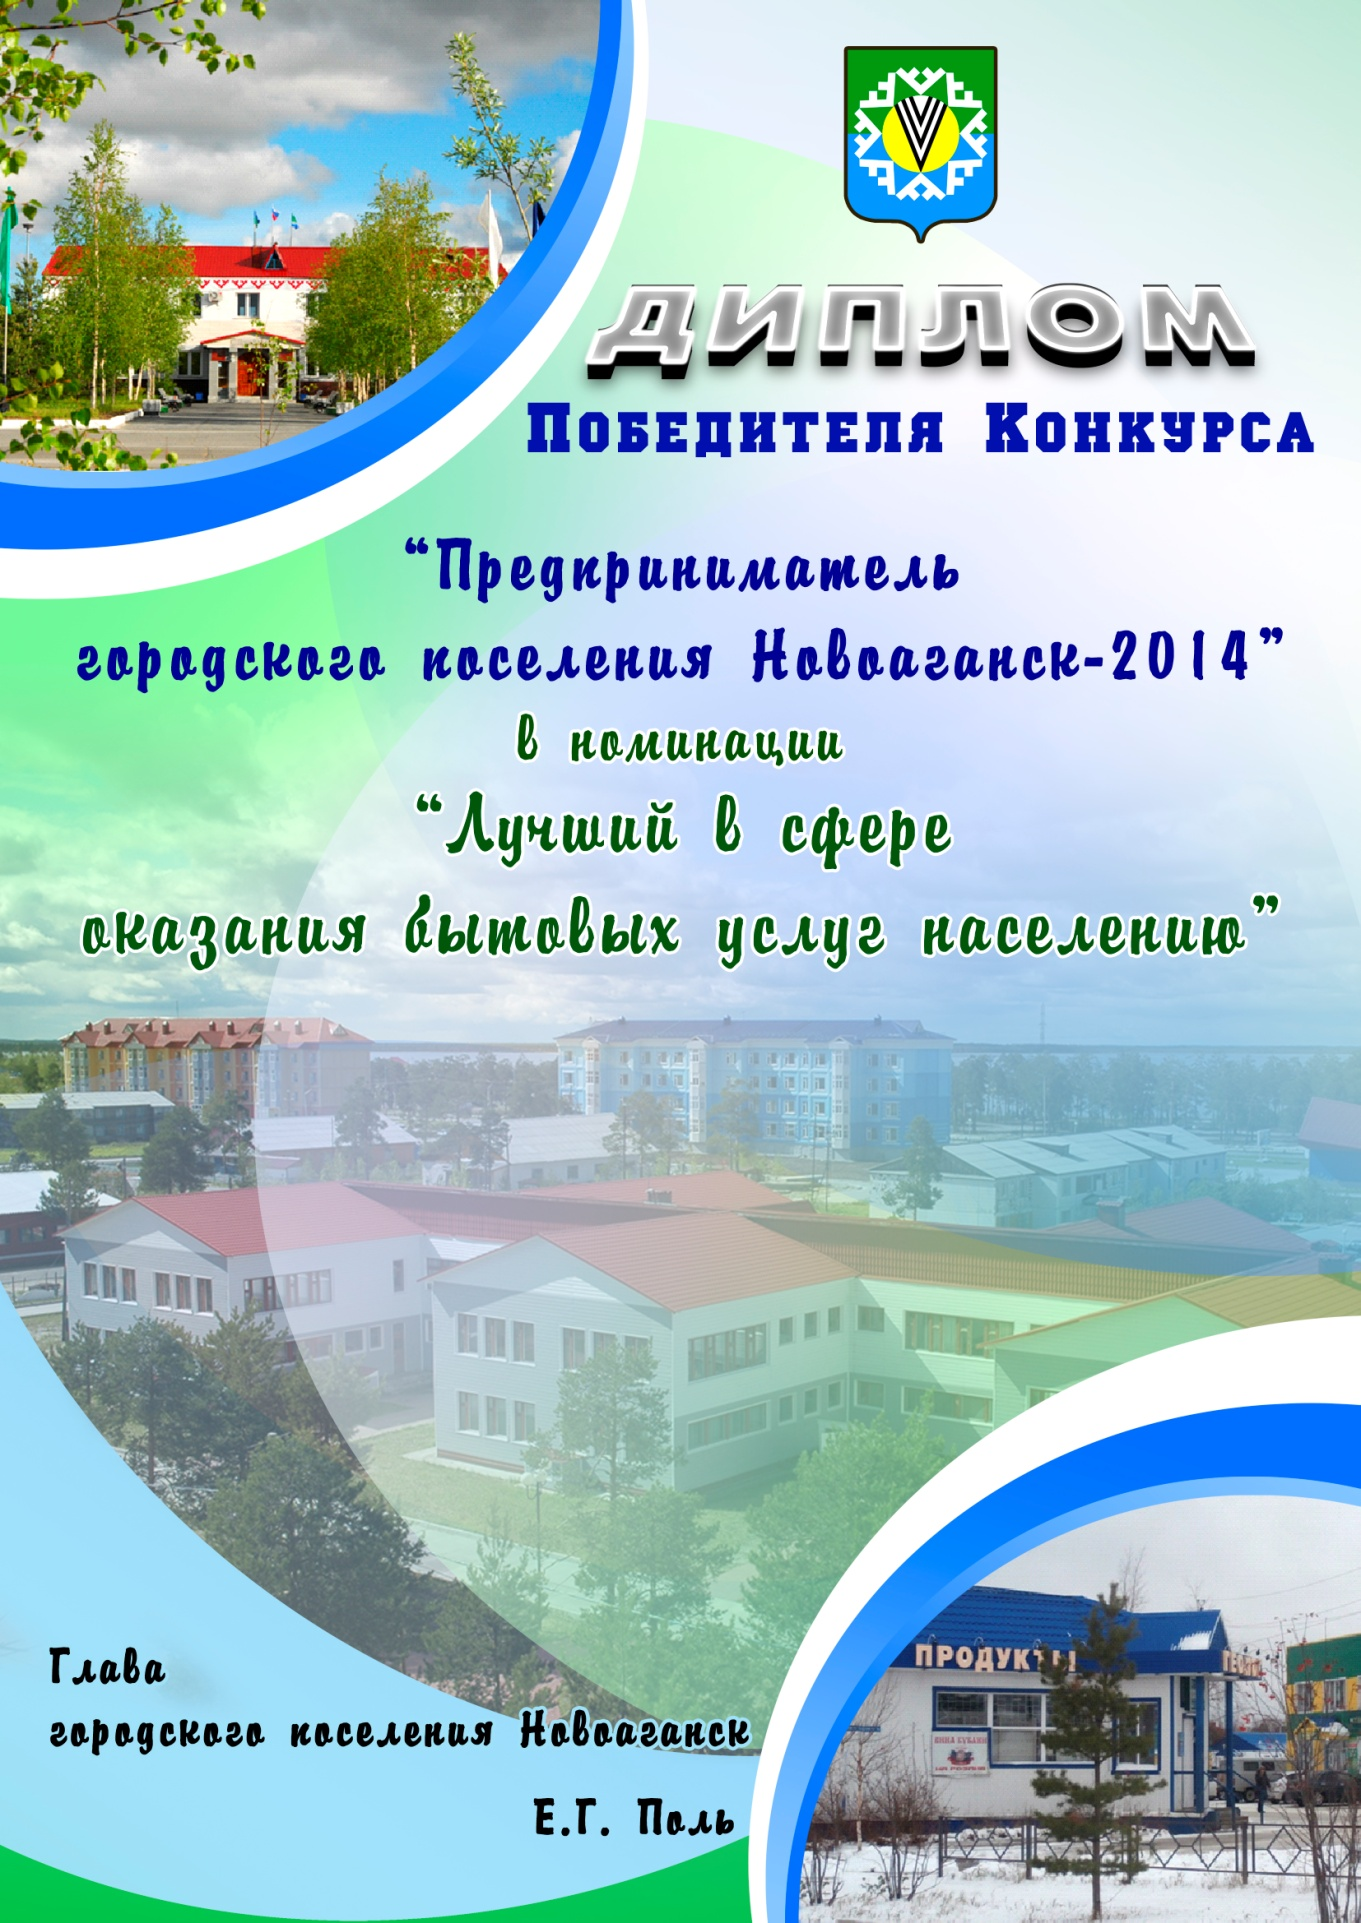 ДИПЛОМ
Победителя Конкурса
“Предприниматель
городского поселения Новоаганск-2014”
в номинации
“Лучший в сфере
оказания бытовых услуг населению”
Глава
городского поселения Новоаганск
Е.Г. Поль
ПРОДУКТЫ